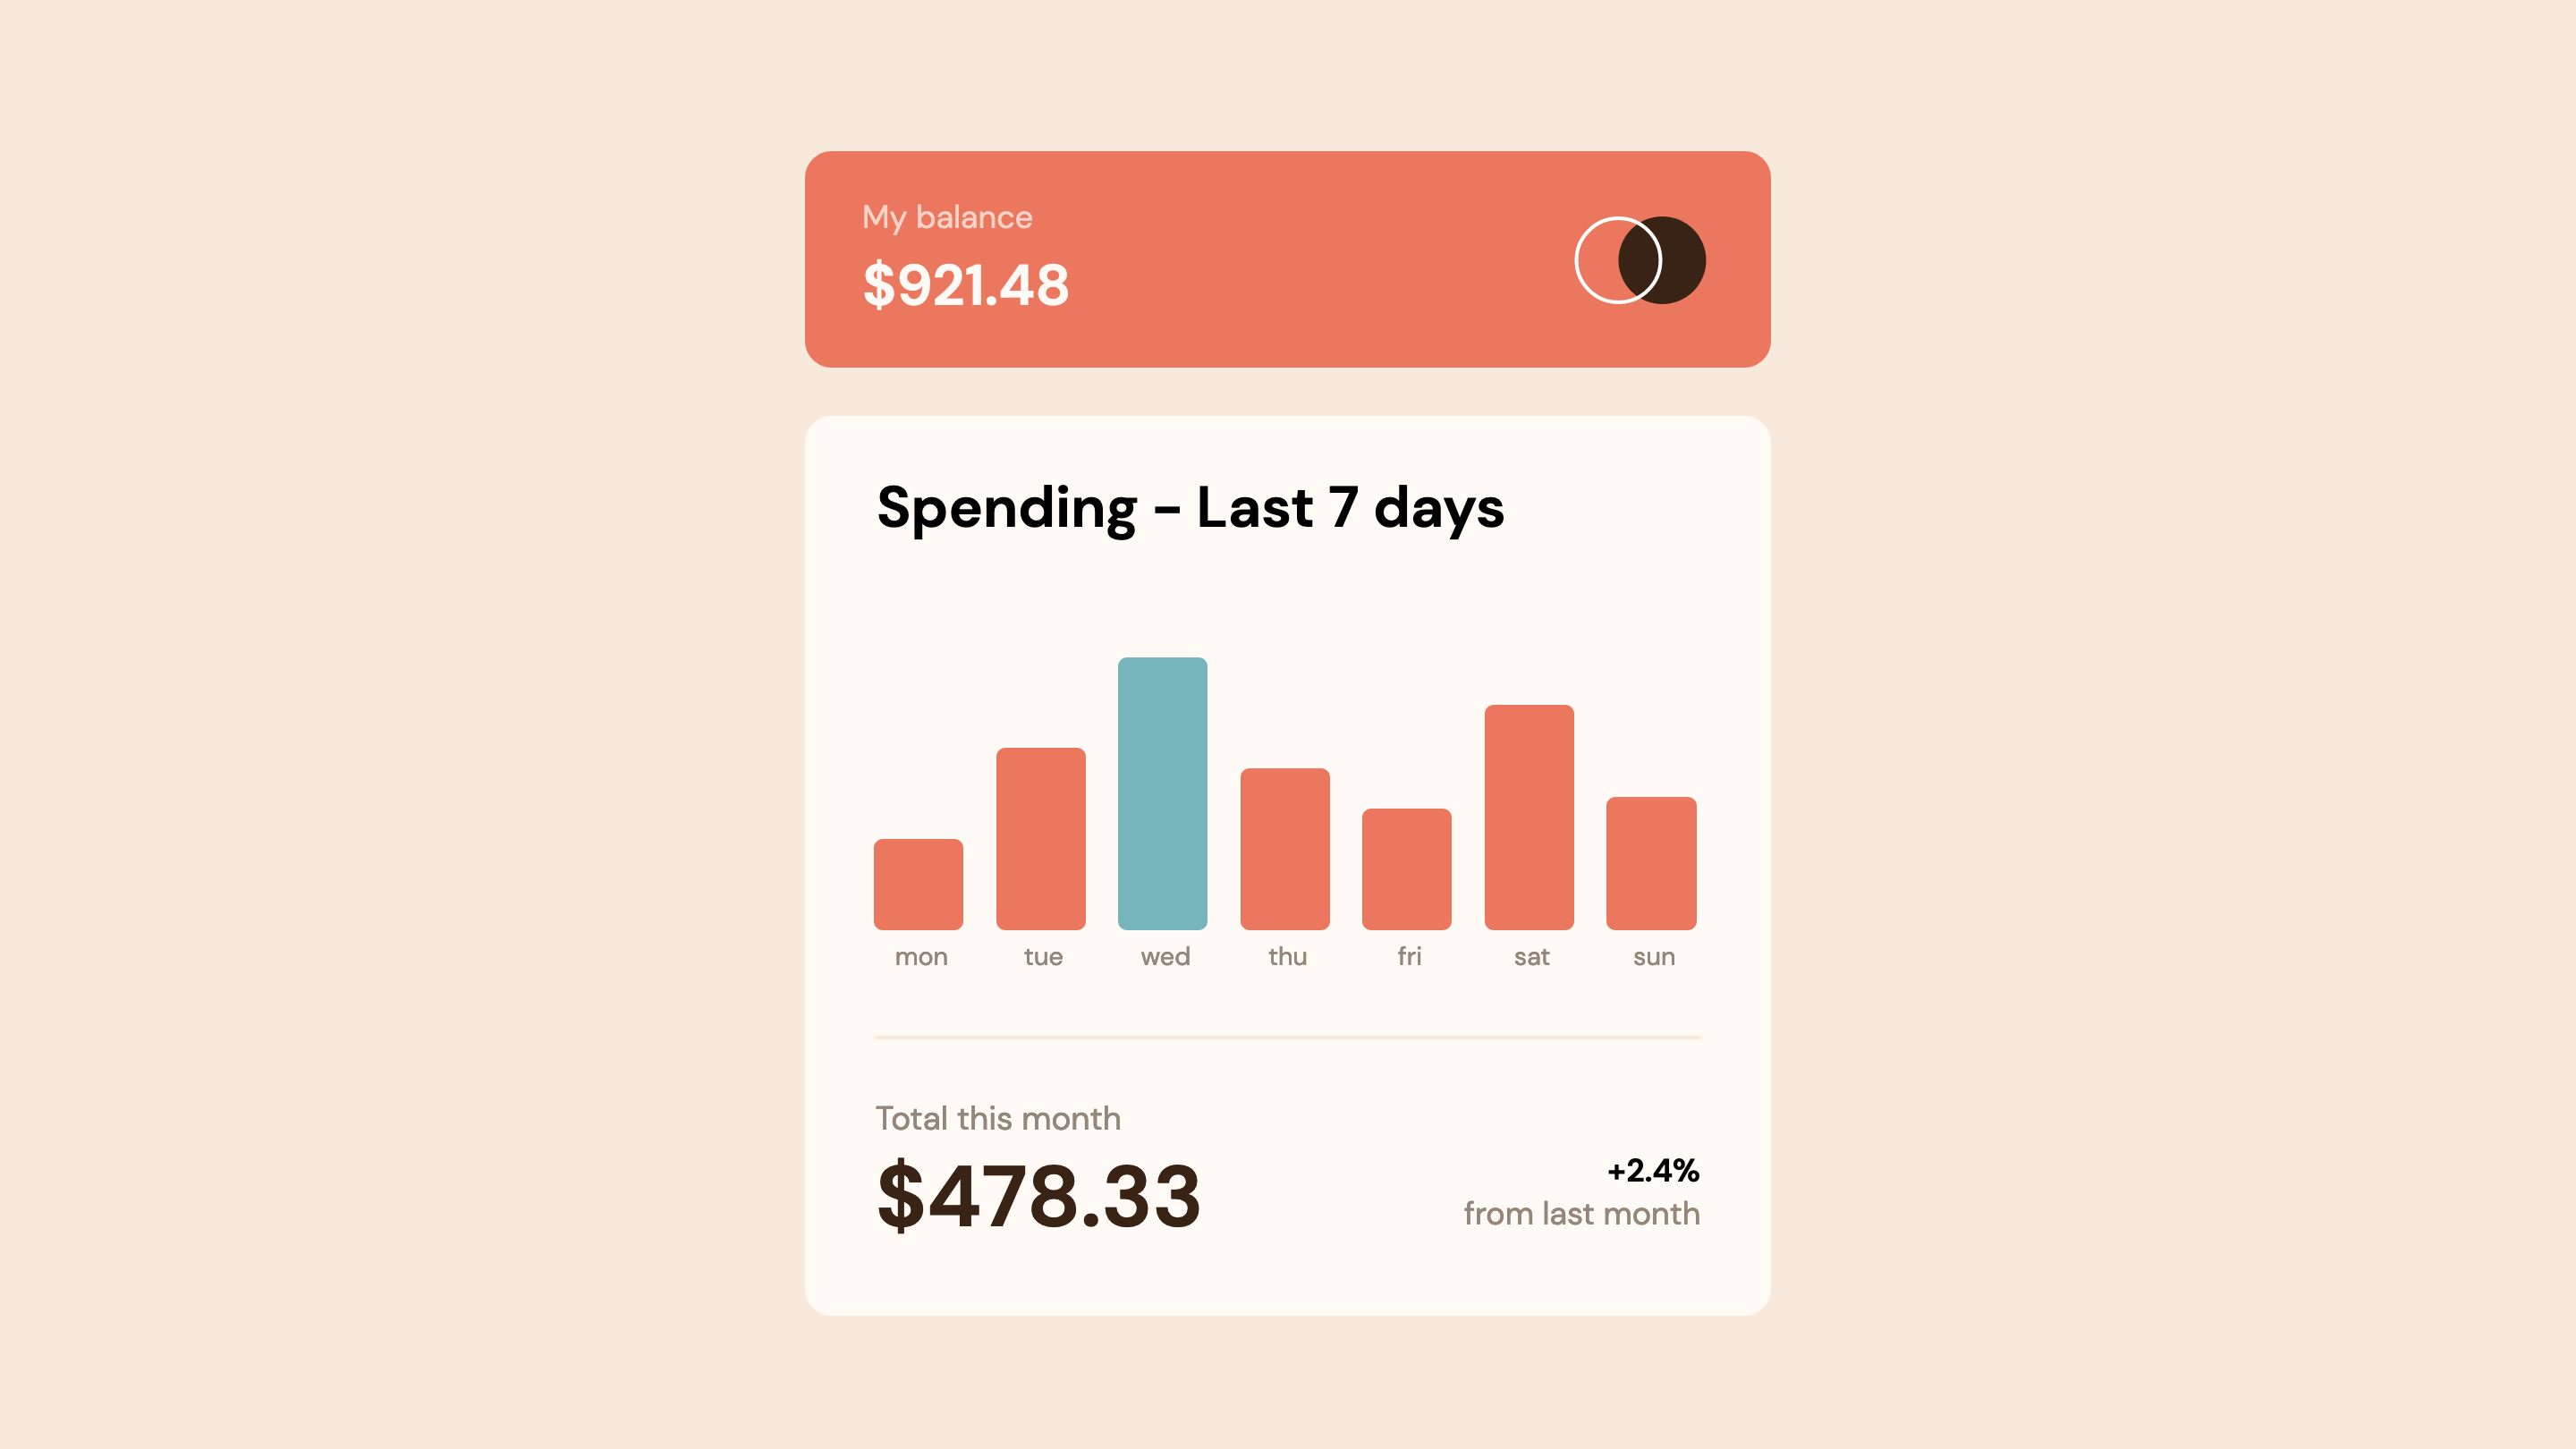 My balance
$921.48
Spending - Last 7 days
mon tue wed thu fri sat sun
Total this month
$478.33
+2.4%
from last month